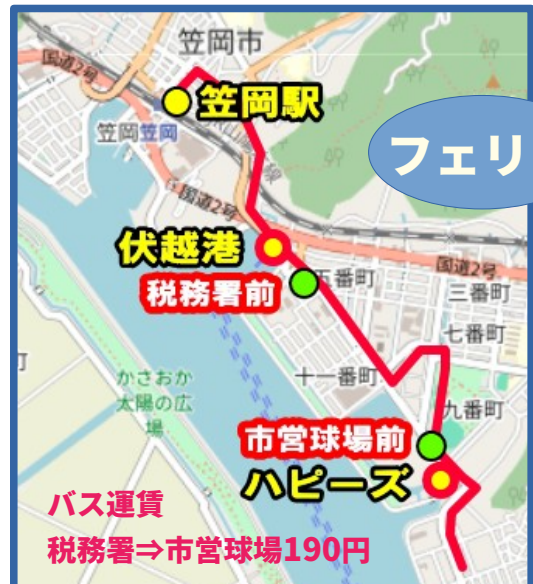 笠岡市
国道2号
笠岡駅
笠岡笠岡
フェリ
国道2号
伏越港
税務署前
五番町
国道2号
三番町
七番町
十一番町
かさおか
太陽の広
場
九番町
市営球場前
ハピーズ
バス運賃
税務署⇒市営球場190円